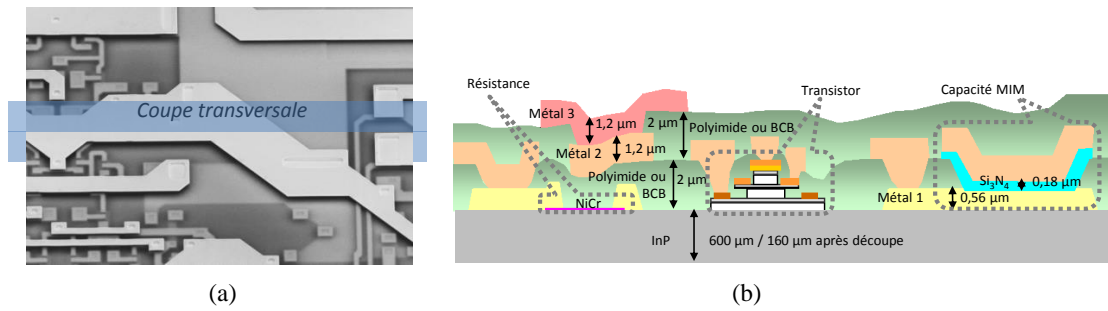 Coupe transversale
(a)
Résistance
Transistor
Capacité MIM
Métal 3
1,2 µm
2 µm
Polyimide ou BCB
Métal 2
1,2 µm
Polyimide ou
BCB
2 µm
Si3N4
0,18 µm
NiCr
Métal 1
0,56 µm
InP
600 µm / 160 µm après découpe
(b)